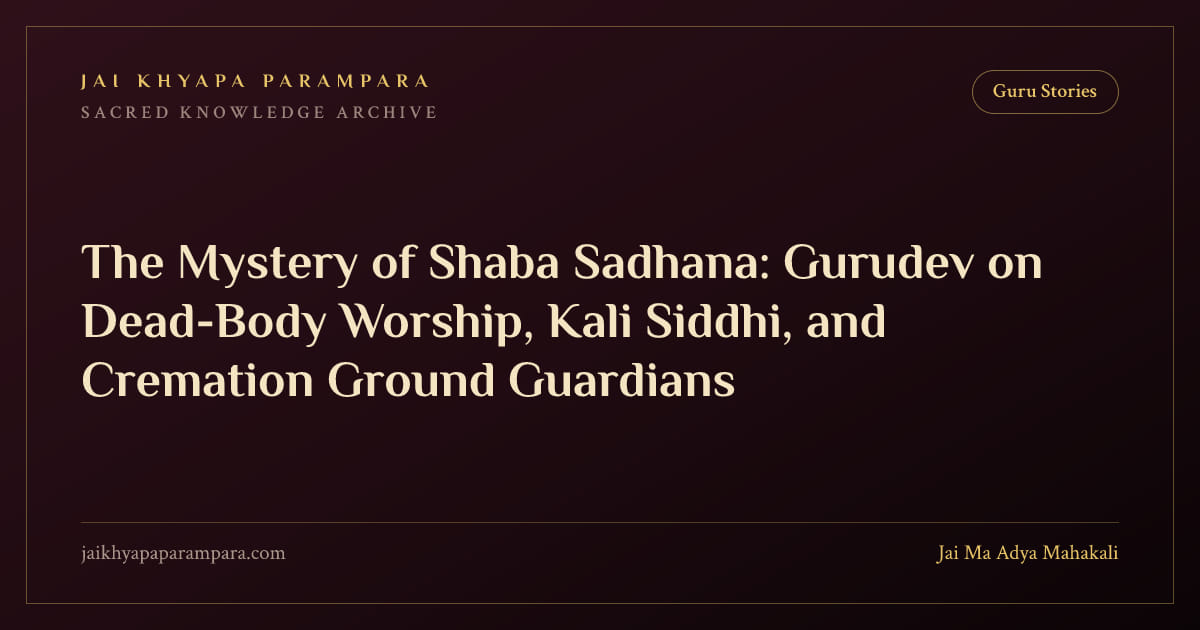 JAI KHYAPA PARAMPARA
SACRED KNOWLEDGE ARCHIVE
Guru Stories
The Mystery of Shaba Sadhana: Gurudev on
Dead-Body Worship, Kali Siddhi, and
Cremation Ground Guardians
jaikhyapaparampara.com
Jai Ma Adya Mahakali